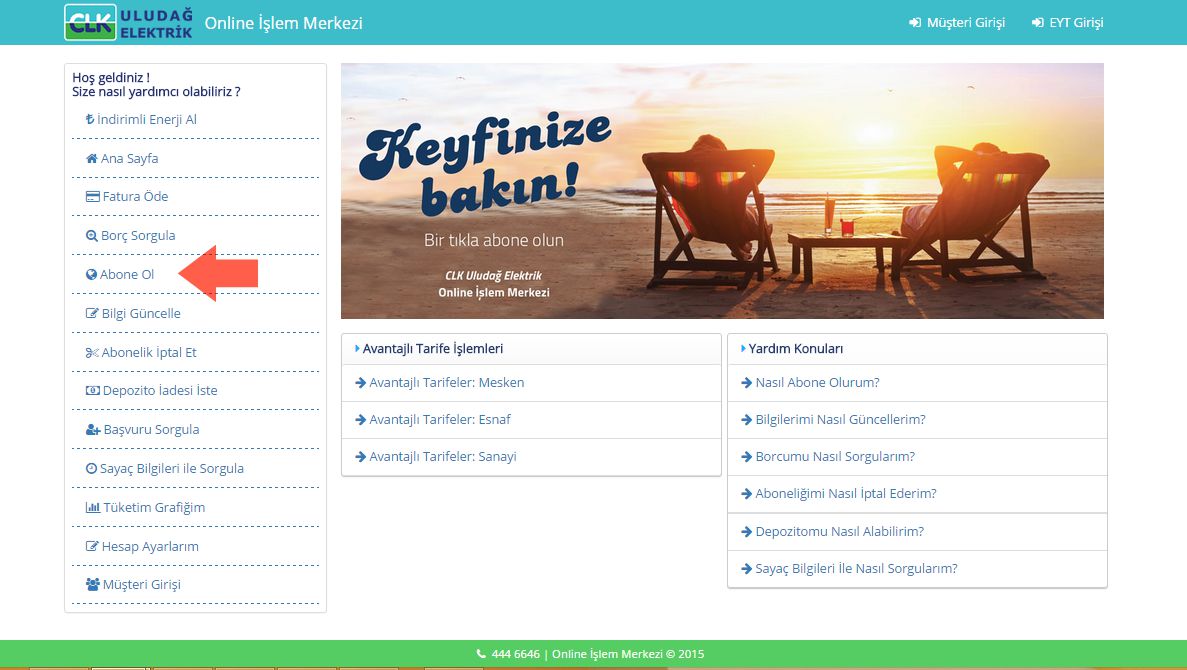 CLK ULUDAĞ
ELEKTRİK
Online İşlem Merkezi
Müşteri Girişi
EYT Girişi
Hoş geldiniz !
Size nasıl yardımcı olabiliriz ?
İndirimli Enerji Al
Ana Sayfa
Fatura Öde
Borç Sorgula
Abone Ol
Bilgi Güncelle
Abonelik İptal Et
Depozito İadesi İste
Başvuru Sorgula
Sayaç Bilgileri ile Sorgula
Tüketim Grafiğim
Hesap Ayarlarım
Müşteri Girişi
Keyfinize
bakın!
Bir tıkla abone olun
CLK Uludağ Elektrik
Online İşlem Merkezi
Avantajlı Tarife İşlemleri
Avantajlı Tarifeler: Mesken
Avantajlı Tarifeler: Esnaf
Avantajlı Tarifeler: Sanayi
Yardım Konuları
Nasıl Abone Olurum?
Bilgilerimi Nasıl Güncellerim?
Borcumu Nasıl Sorgularım?
Aboneliğimi Nasıl İptal Ederim?
Depozitomu Nasıl Alabilirim?
Sayaç Bilgileri İle Nasıl Sorgularım?
444 6646 | Online İşlem Merkezi © 2015